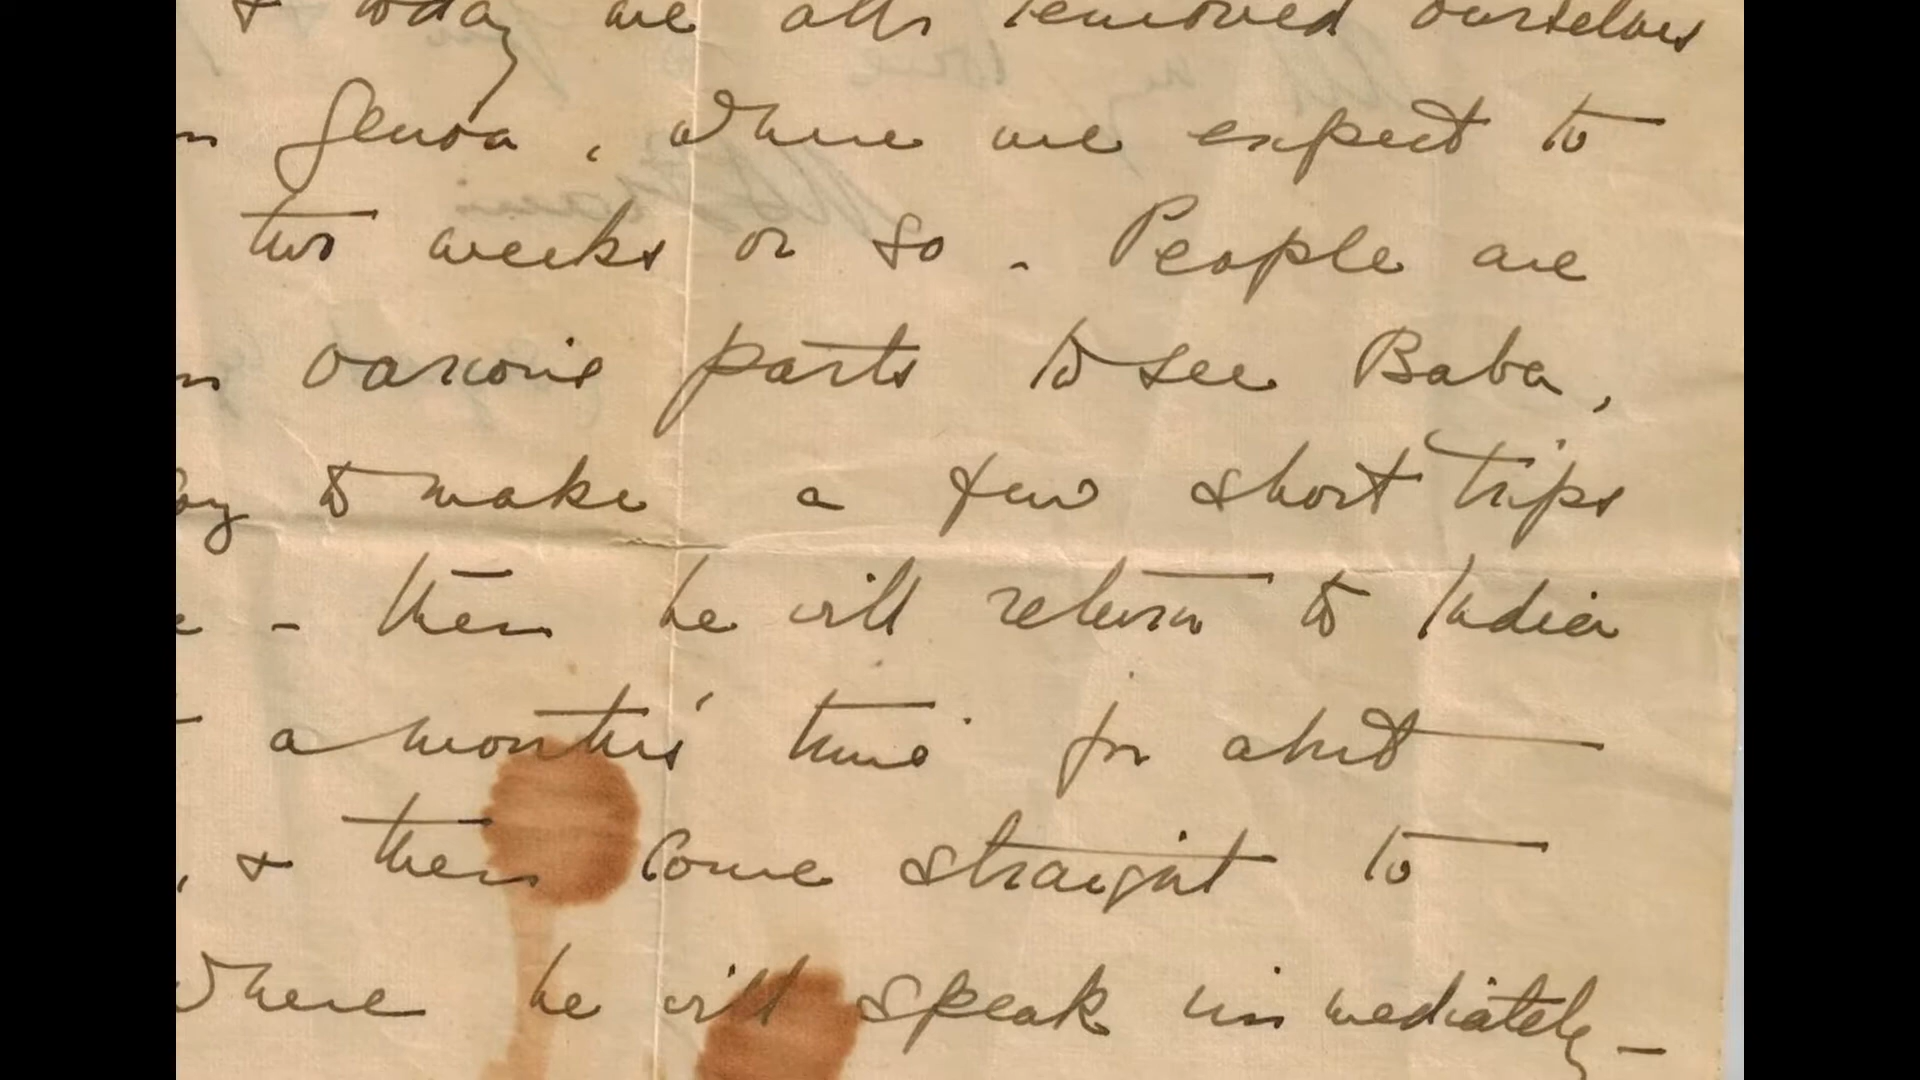 & today we all removed ourselves
Genoa, where we expect to
two weeks or so - People are
various parts to see Baba,
to make a few short trips
- then he will return to India
a months' time for about
, & then come straight to
where he will speak immediately -